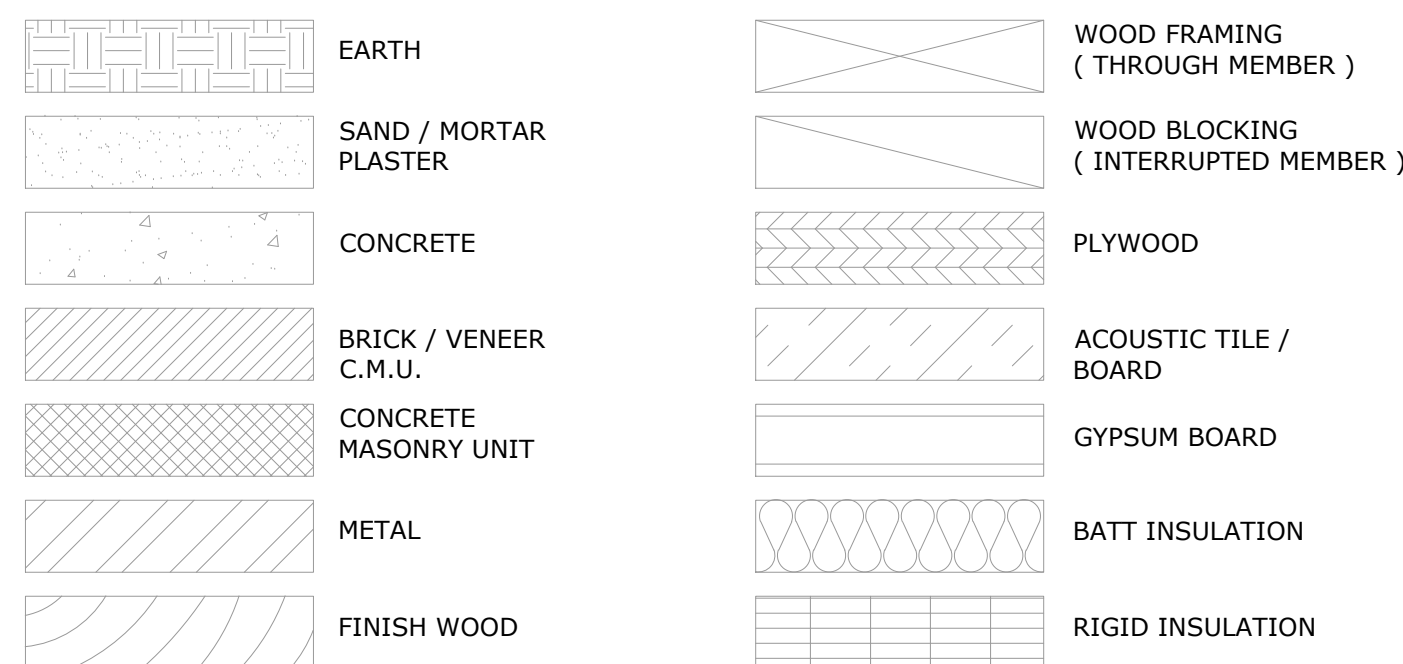 EARTH
SAND / MORTAR
PLASTER
CONCRETE
BRICK / VENEER
C.M.U.
CONCRETE
MASONRY UNIT
METAL
FINISH WOOD
WOOD FRAMING
( THROUGH MEMBER )
WOOD BLOCKING
( INTERRUPTED MEMBER )
PLYWOOD
ACOUSTIC TILE /
BOARD
GYPSUM BOARD
BATT INSULATION
RIGID INSULATION